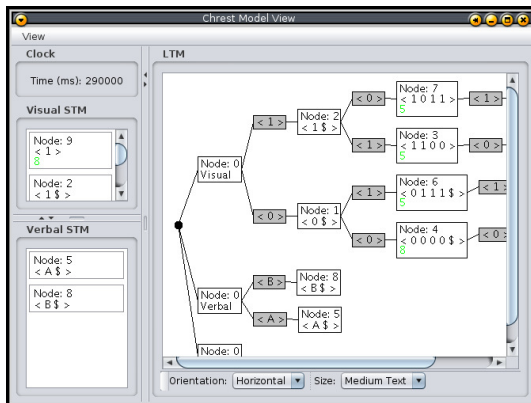 Chrest Model View
View
Clock
Time (ms): 290000
Visual STM
Node: 9
< 1 >
8
Node: 2
< 1 $ >
Verbal STM
Node: 5
< A $ >
Node: 8
< B $ >
LTM
Node: 0
Visual
< 1 >
Node: 2
< 1 $ >
< 0 >
Node: 7
< 1 0 1 1 >
5
< 1 >
< 1 >
Node: 3
< 1 1 0 0 >
5
< 0 >
< 0 >
Node: 1
< 0 $ >
< 1 >
Node: 6
< 0 1 1 1 $ >
5
< 1
< 0 >
Node: 4
< 0 0 0 0 $ >
8
< 0
Node: 0
Verbal
< B >
Node: 8
< B $ >
< A >
Node: 5
< A $ >
Node: 0
Orientation: Horizontal Size: Medium Text